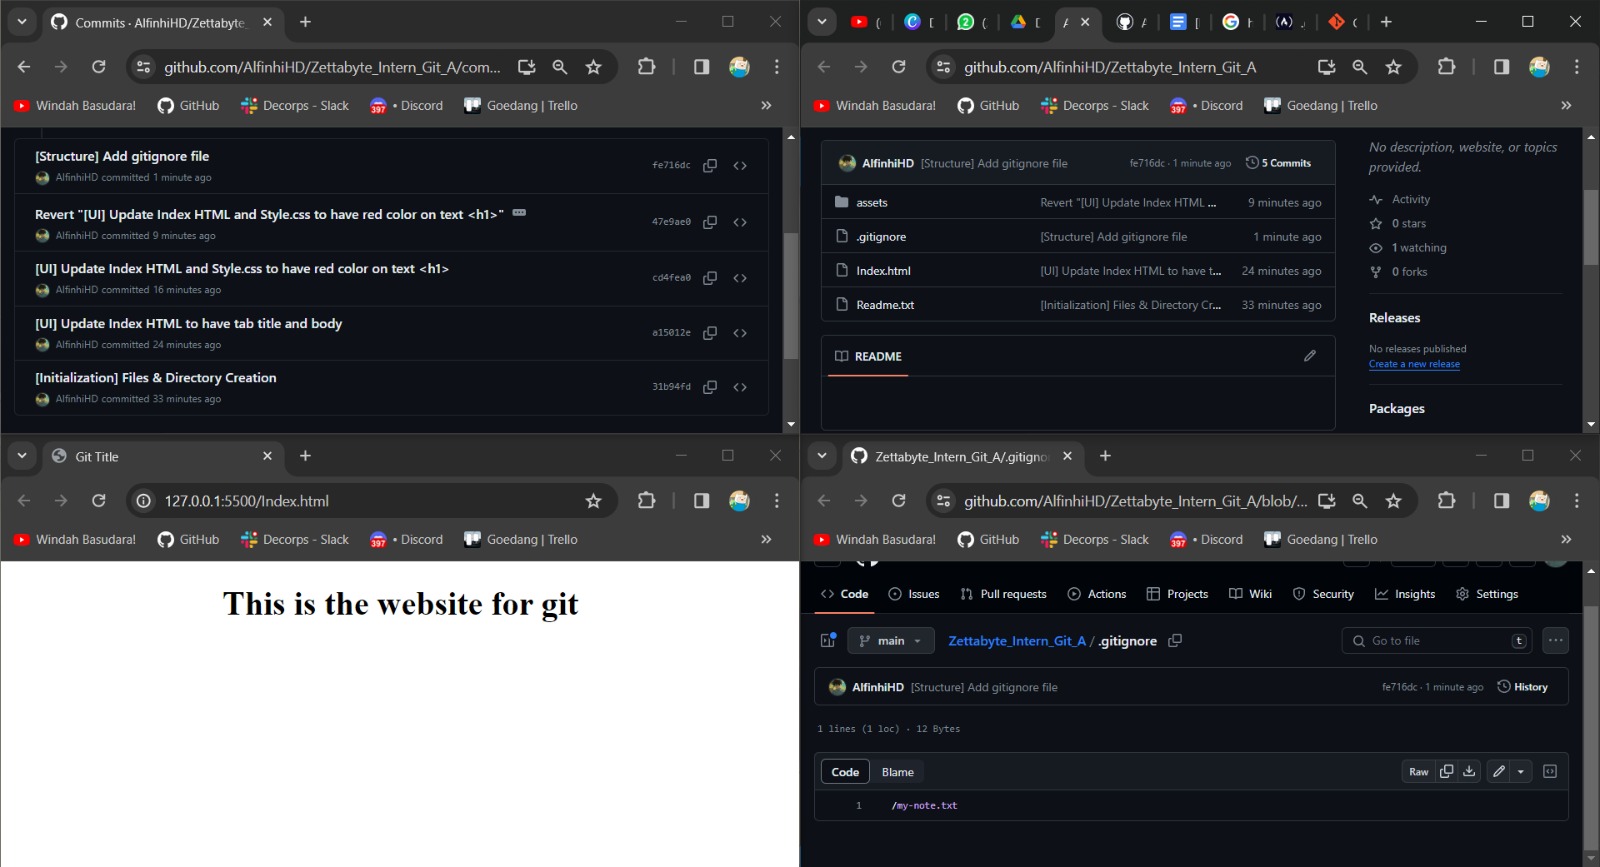 Commits · AlfinhiHD/Zettabyte_
github.com/AlfinhiHD/Zettabyte_Intern_Git_A/com...
Windah Basudara!
GitHub
Decorps - Slack
397
• Discord
Goedang | Trello
»
[Structure] Add gitignore file
AlfinhiHD committed 1 minute ago
fe716dc
Revert "[UI] Update Index HTML and Style.css to have red color on text <h1>"
AlfinhiHD committed 9 minutes ago
47e9ae0
[UI] Update Index HTML and Style.css to have red color on text <h1>
AlfinhiHD committed 16 minutes ago
cd4fea0
[UI] Update Index HTML to have tab title and body
AlfinhiHD committed 24 minutes ago
a15012e
[Initialization] Files & Directory Creation
AlfinhiHD committed 33 minutes ago
31b94fd
github.com/AlfinhiHD/Zettabyte_Intern_Git_A
Windah Basudara!
GitHub
Decorps - Slack
397
• Discord
Goedang | Trello
»
AlfinhiHD [Structure] Add gitignore file
fe716dc · 1 minute ago
5 Commits
assets
Revert "[UI] Update Index HTML ...
9 minutes ago
.gitignore
[Structure] Add gitignore file
1 minute ago
Index.html
[UI] Update Index HTML to have t...
24 minutes ago
Readme.txt
[Initialization] Files & Directory Cr...
33 minutes ago
README
No description, website, or topics
provided.
Activity
0 stars
1 watching
0 forks
Releases
No releases published
Create a new release
Packages
Git Title
127.0.0.1:5500/Index.html
Windah Basudara!
GitHub
Decorps - Slack
397
• Discord
Goedang | Trello
»
This is the website for git
Zettabyte_Intern_Git_A/.gitigno
github.com/AlfinhiHD/Zettabyte_Intern_Git_A/blob/...
Windah Basudara!
GitHub
Decorps - Slack
397
• Discord
Goedang | Trello
»
Code
Issues
Pull requests
Actions
Projects
Wiki
Security
Insights
Settings
main
Zettabyte_Intern_Git_A / .gitignore
Go to file
t
AlfinhiHD [Structure] Add gitignore file
fe716dc · 1 minute ago
History
1 lines (1 loc) · 12 Bytes
Code
Blame
Raw
1
/my-note.txt